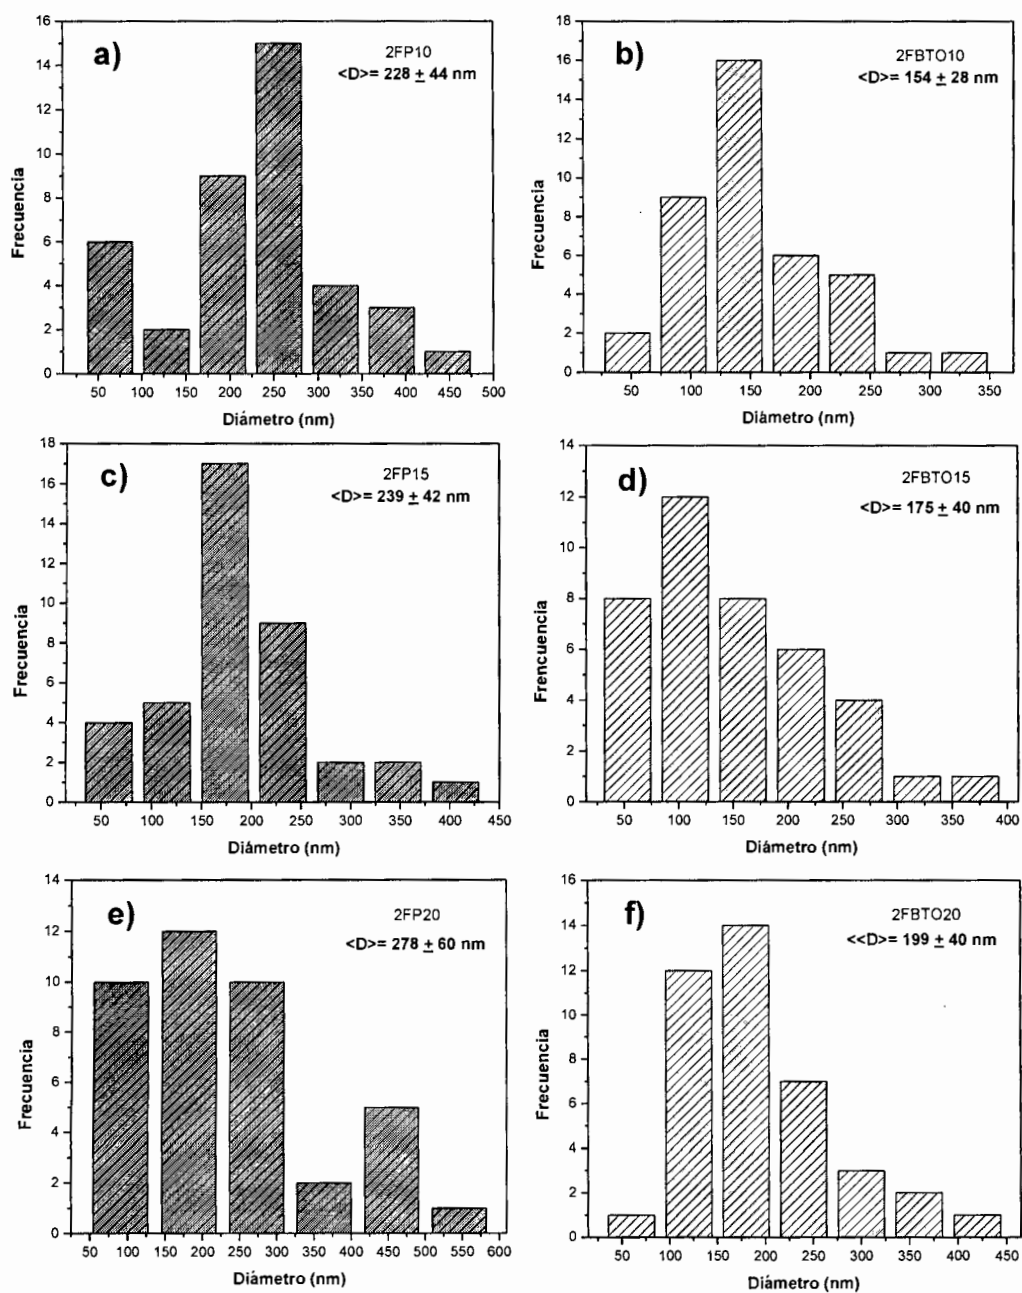 a)
2FP10
<D>= 228 ± 44 nm
Frecuencia
16
14
12
10
8
6
4
2
0
50 100 150 200 250 300 350 400 450 500
Diámetro (nm)
b)
2FBTO10
<D>= 154 ± 28 nm
Frecuencia
18
16
14
12
10
8
6
4
2
0
50 100 150 200 250 300 350
Diámetro (nm)
c)
2FP15
<D>= 239 ± 42 nm
Frecuencia
18
16
14
12
10
8
6
4
2
0
50 100 150 200 250 300 350 400 450
Diámetro (nm)
d)
2FBTO15
<D>= 175 ± 40 nm
Frencuencia
14
12
10
8
6
4
2
0
50 100 150 200 250 300 350 400
Diámetro (nm)
e)
2FP20
<D>= 278 ± 60 nm
Frecuencia
14
12
10
8
6
4
2
0
50 100 150 200 250 300 350 400 450 500 550 600
Diámetro (nm)
f)
2FBTO20
<<D>= 199 ± 40 nm
Frecuencia
16
14
12
10
8
6
4
2
0
50 100 150 200 250 300 350 400 450
Diámetro (nm)